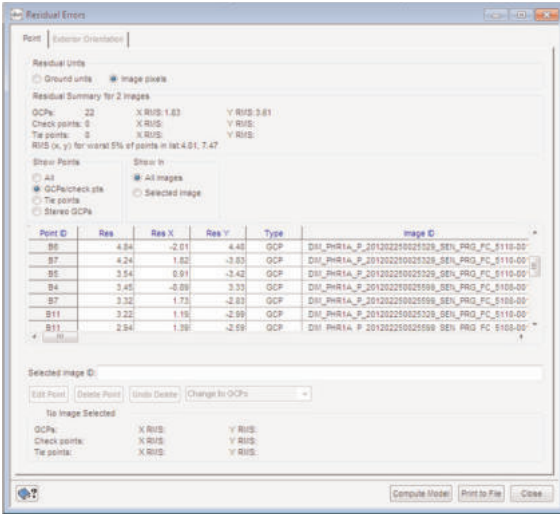 Residual Errors
Point Exterior Orientation
Residual Units
Ground units Image pixels
Residual Summary for 2 images
GCPs: 22 X RMS: 1.83 Y RMS: 3.61
Check points: 0 X RMS: Y RMS:
Tie points: 0 X RMS: Y RMS:
RMS (x, y) for worst 5% of points in list: 4.01, 7.47
Show Points Show In
All All images
GCPs/check pts Selected image
Tie points
Stereo GCPs
Point ID Res Res X Res Y Type Image ID
B6 4.84 -2.01 4.40 GCP
B7 4.24 1.82 -3.83 GCP
B5 3.54 0.91 -3.42 GCP
B4 3.45 -0.89 3.33 GCP
B7 3.32 1.73 -2.83 GCP
B11 3.22 1.19 -2.99 GCP
B11 2.94 1.39 -2.59 GCP
Selected image ID:
Edit Point Delete Point Undo Delete Change to GCPs
No Image Selected
GCPs: X RMS: Y RMS:
Check points: X RMS: Y RMS:
Tie points: X RMS: Y RMS:
? Compute Model Print to File Close